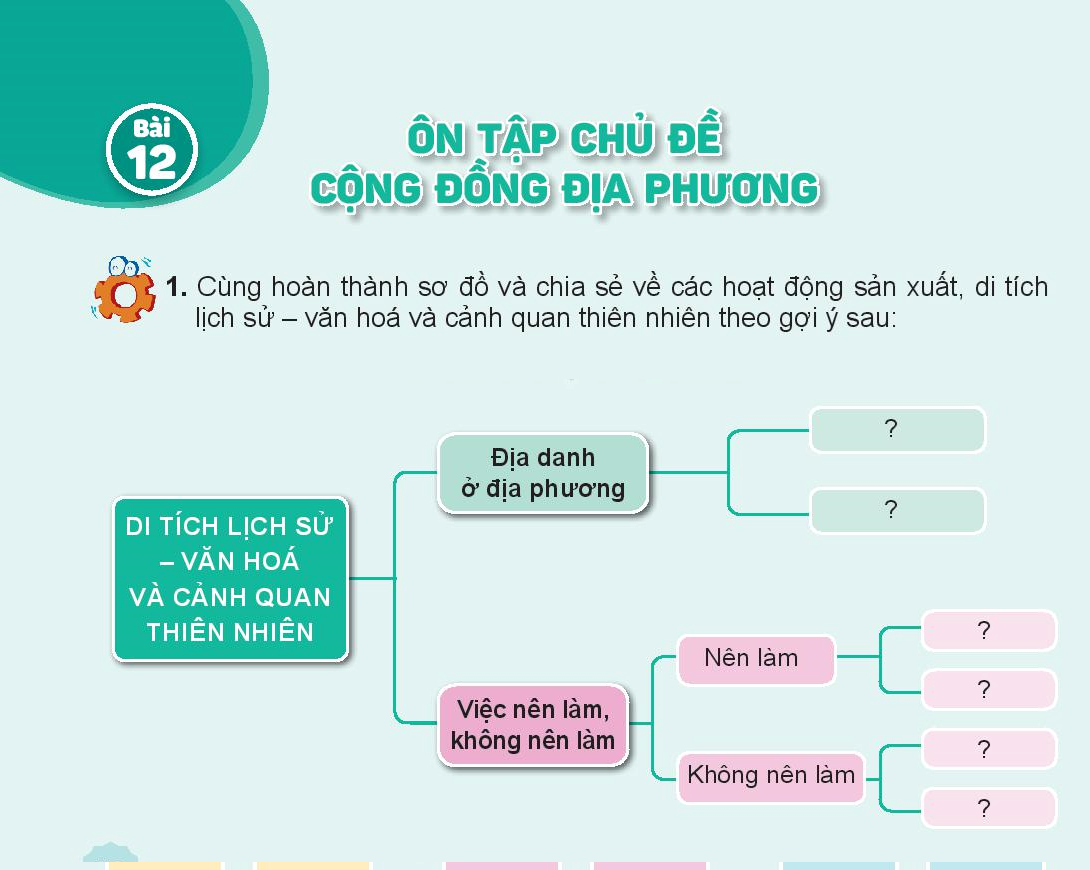 Bài
12
ÔN TẬP CHỦ ĐỀ
CỘNG ĐỒNG ĐỊA PHƯƠNG
1. Cùng hoàn thành sơ đồ và chia sẻ về các hoạt động sản xuất, di tích
lịch sử – văn hoá và cảnh quan thiên nhiên theo gợi ý sau:
DI TÍCH LỊCH SỬ
– VĂN HOÁ
VÀ CẢNH QUAN
THIÊN NHIÊN
Địa danh
ở địa phương
?
?
Việc nên làm,
không nên làm
Nên làm
?
?
Không nên làm
?
?